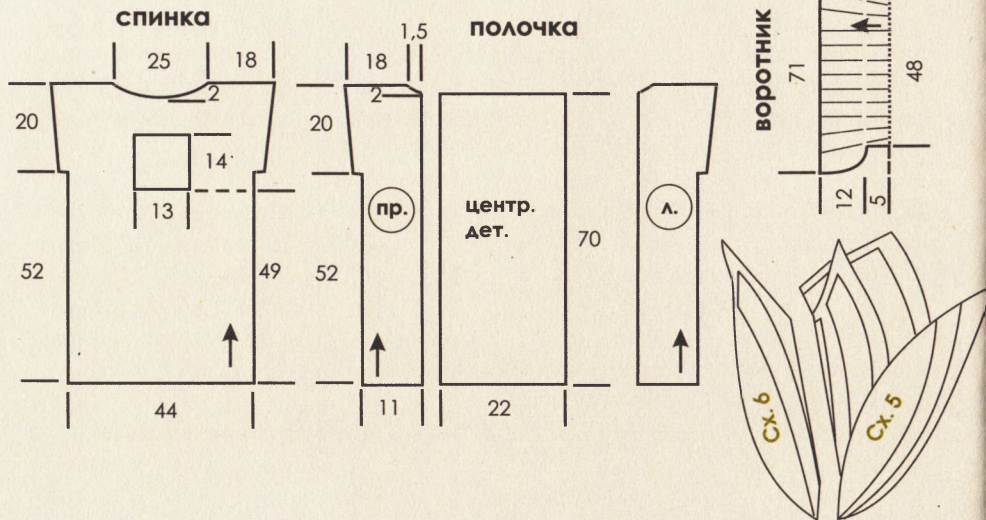 спинка
25
18
2
20
14
13
52
49
44
полочка
1,5
18
2
20
пр.
52
11
центр.
дет.
70
22
л.
воротник
71
48
12
5
Сх. 6
Сх. 5